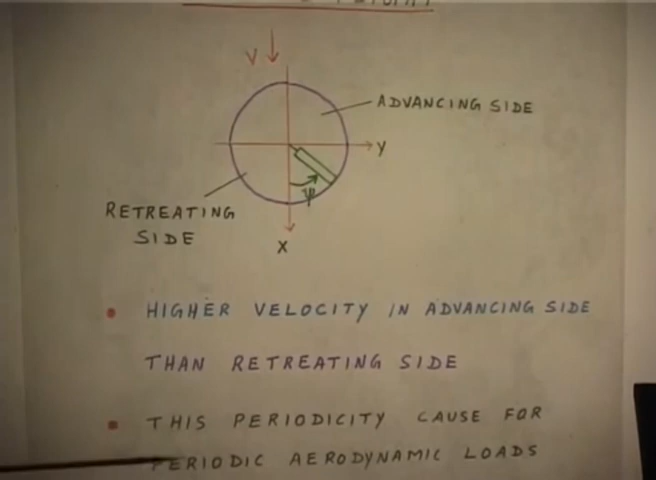 V
ADVANCING SIDE
Y
ψ
RETREATING
SIDE
X
HIGHER VELOCITY IN ADVANCING SIDE
THAN RETREATING SIDE
THIS PERIODICITY CAUSE FOR
PERIODIC AERODYNAMIC LOADS